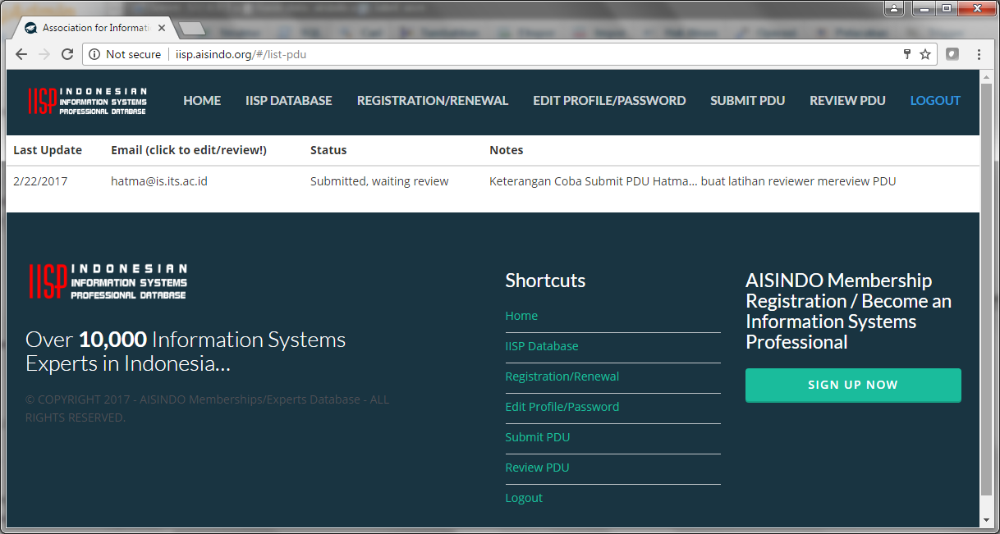 Association for Informati
Not secure
iisp.aisindo.org/#/list-pdu
IISP INDONESIAN
INFORMATION SYSTEMS
PROFESSIONAL DATABASE
HOME IISP DATABASE REGISTRATION/RENEWAL EDIT PROFILE/PASSWORD SUBMIT PDU REVIEW PDU LOGOUT
Last Update Email (click to edit/review!) Status Notes
2/22/2017 hatma@is.its.ac.id Submitted, waiting review Keterangan Coba Submit PDU Hatma... buat latihan reviewer mereview PDU
IISP INDONESIAN
INFORMATION SYSTEMS
PROFESSIONAL DATABASE
Over 10,000 Information Systems
Experts in Indonesia...
© COPYRIGHT 2017 - AISINDO Memberships/Experts Database - ALL
RIGHTS RESERVED.
Shortcuts
Home
IISP Database
Registration/Renewal
Edit Profile/Password
Submit PDU
Review PDU
Logout
AISINDO Membership
Registration / Become an
Information Systems
Professional
SIGN UP NOW